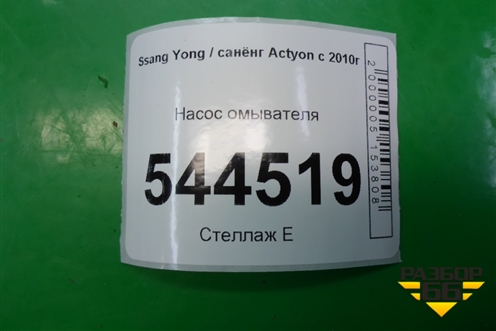 Ssang Yong / санёнг Actyon с 2010г
Насос омывателя
544519
Стеллаж Е
2000005153808
РАЗБОР
66